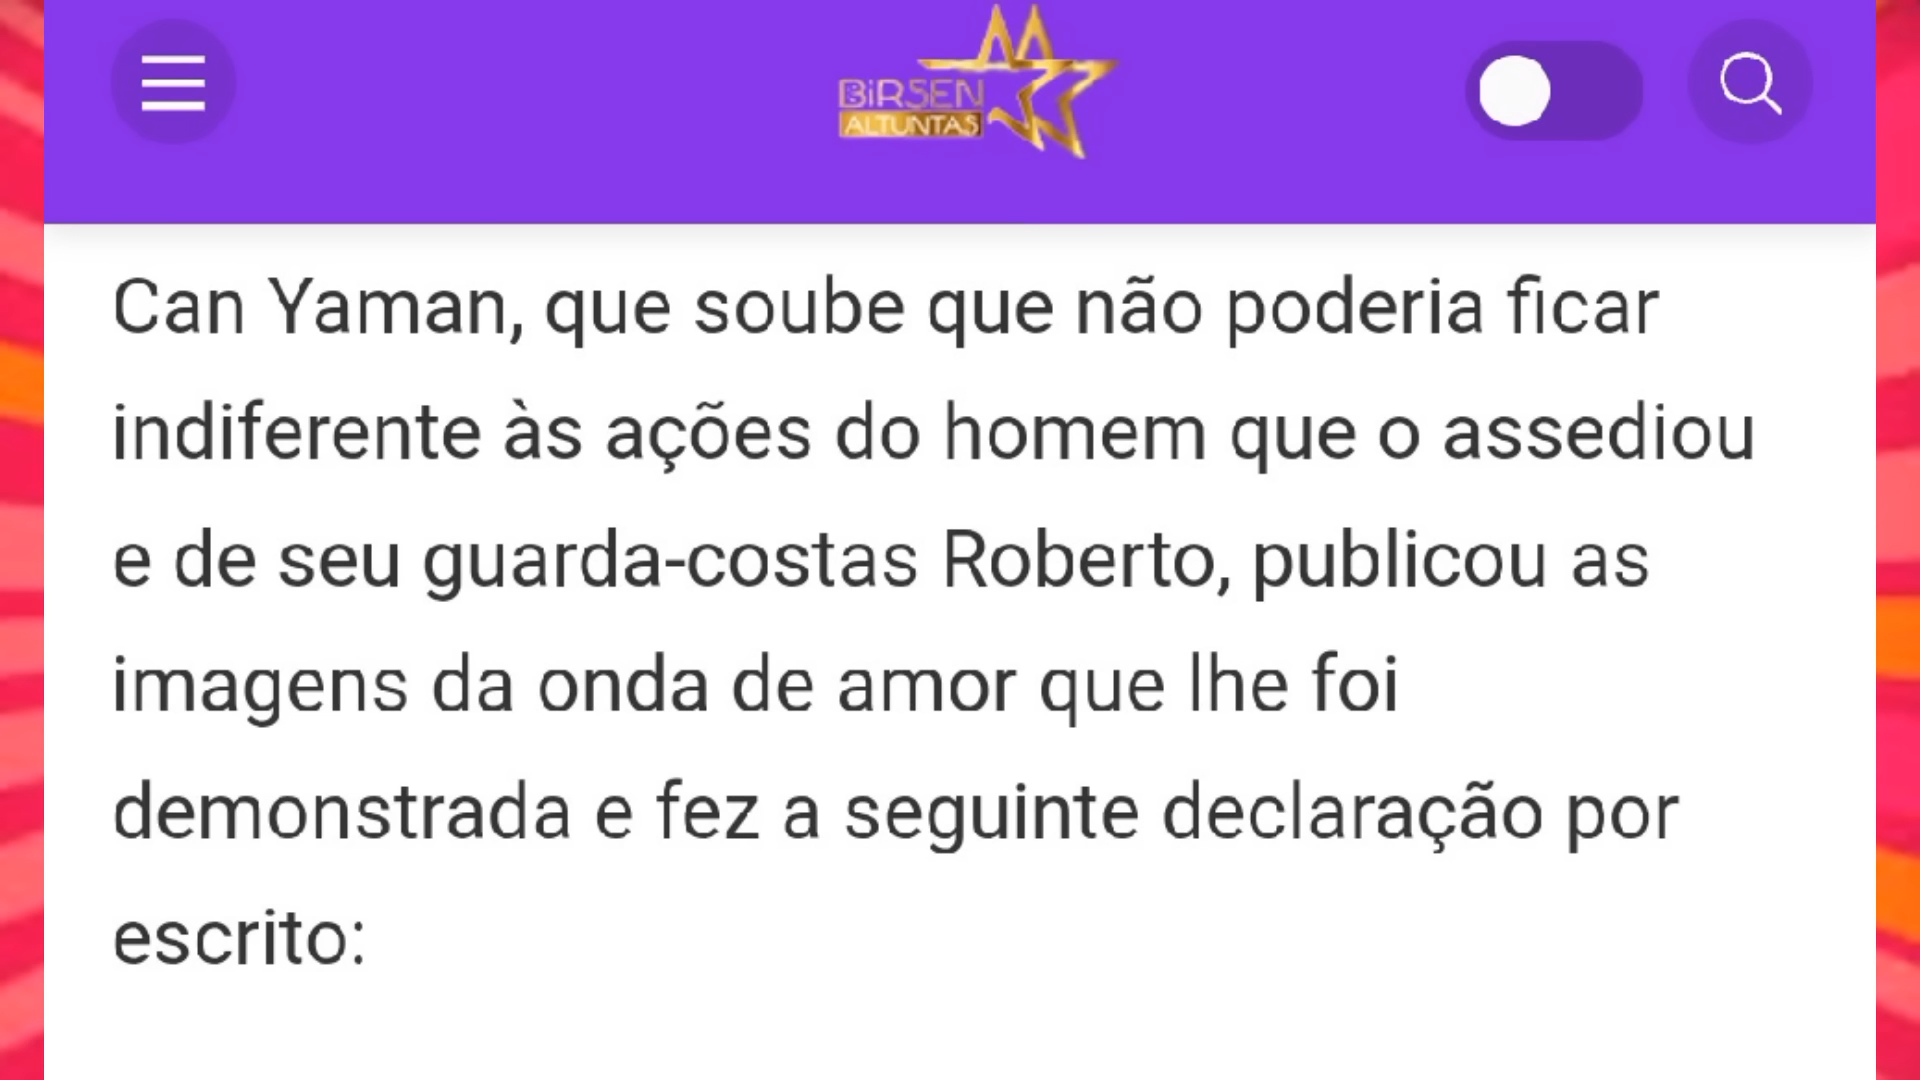 BiRSEN
ALTUNTAS
Can Yaman, que soube que não poderia ficar
indiferente às ações do homem que o assediou
e de seu guarda-costas Roberto, publicou as
imagens da onda de amor que lhe foi
demonstrada e fez a seguinte declaração por
escrito: